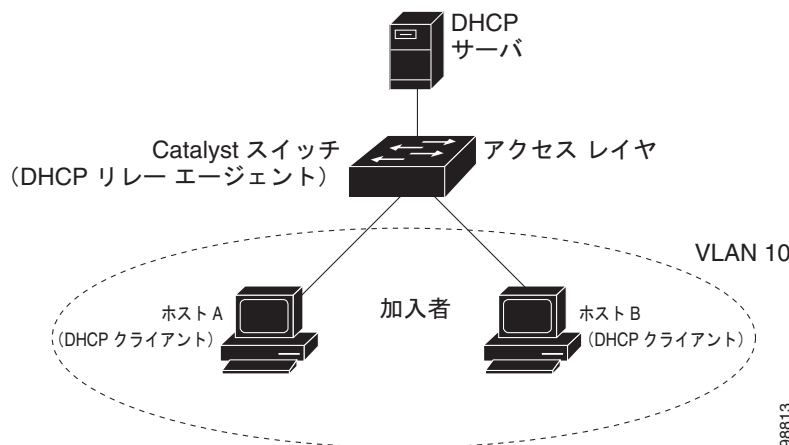 DHCP
サーバ
Catalyst スイッチ
(DHCP リレー エージェント)
アクセス レイヤ
VLAN 10
ホスト A
(DHCP クライアント)
加入者
ホスト B
(DHCP クライアント)
98813